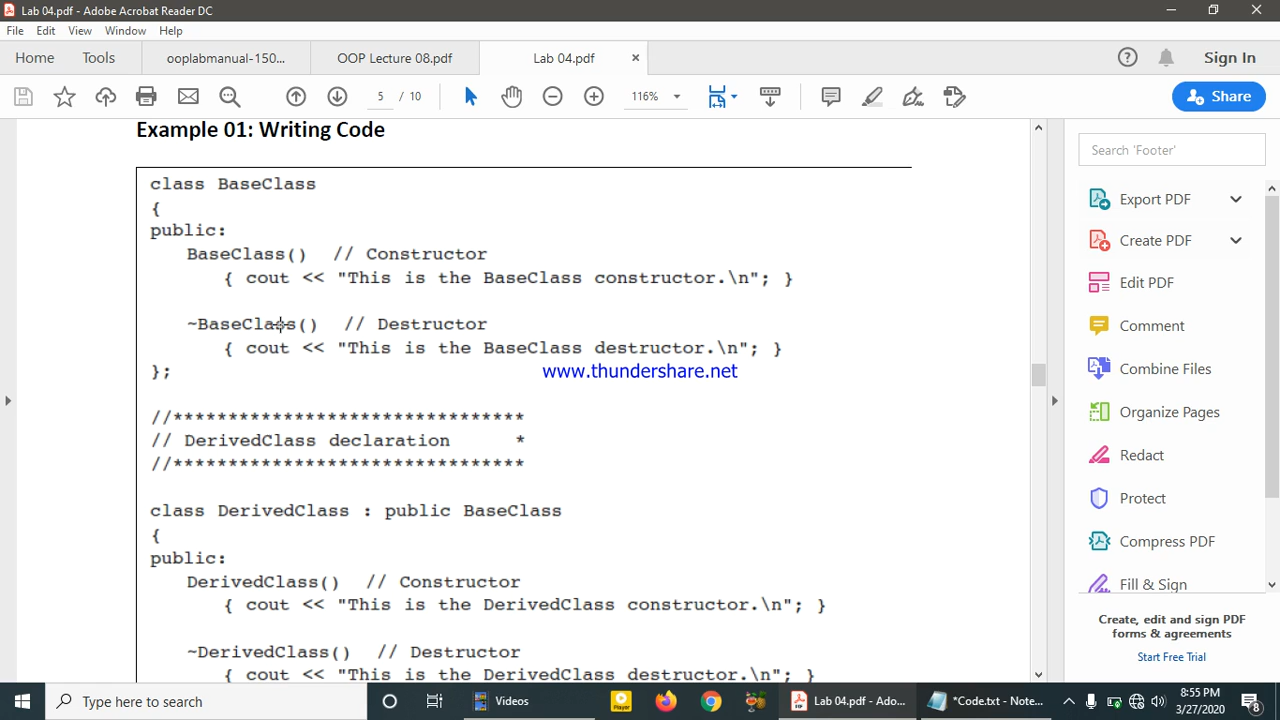 Lab 04.pdf - Adobe Acrobat Reader DC
File Edit View Window Help
Home Tools ooplabmanual-150... OOP Lecture 08.pdf Lab 04.pdf × Sign In
5 / 10 116% Share
Example 01: Writing Code
class BaseClass
{
public:
BaseClass() // Constructor
{ cout << "This is the BaseClass constructor.\n"; }
~BaseClass() // Destructor
{ cout << "This is the BaseClass destructor.\n"; }
};
www.thundershare.net
//********************************
// DerivedClass declaration *
//********************************
class DerivedClass : public BaseClass
{
public:
DerivedClass() // Constructor
{ cout << "This is the DerivedClass constructor.\n"; }
~DerivedClass() // Destructor
{ cout << "This is the DerivedClass destructor.\n"; }
Search 'Footer'
Export PDF
Create PDF
Edit PDF
Comment
Combine Files
Organize Pages
Redact
Protect
Compress PDF
Fill & Sign
Create, edit and sign PDF
forms & agreements
Start Free Trial
Type here to search
Videos
Player
Lab 04.pdf - Ado...
*Code.txt - Note...
8:55 PM
3/27/2020
8